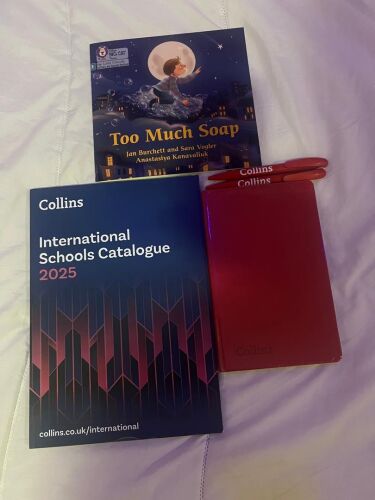 Too Much Soap
Jan Burchett and Sara Vogler
Anastasiya Kanavaliuk
Collins
Collins
Collins
International
Schools Catalogue
2025
Collins
collins.co.uk/international